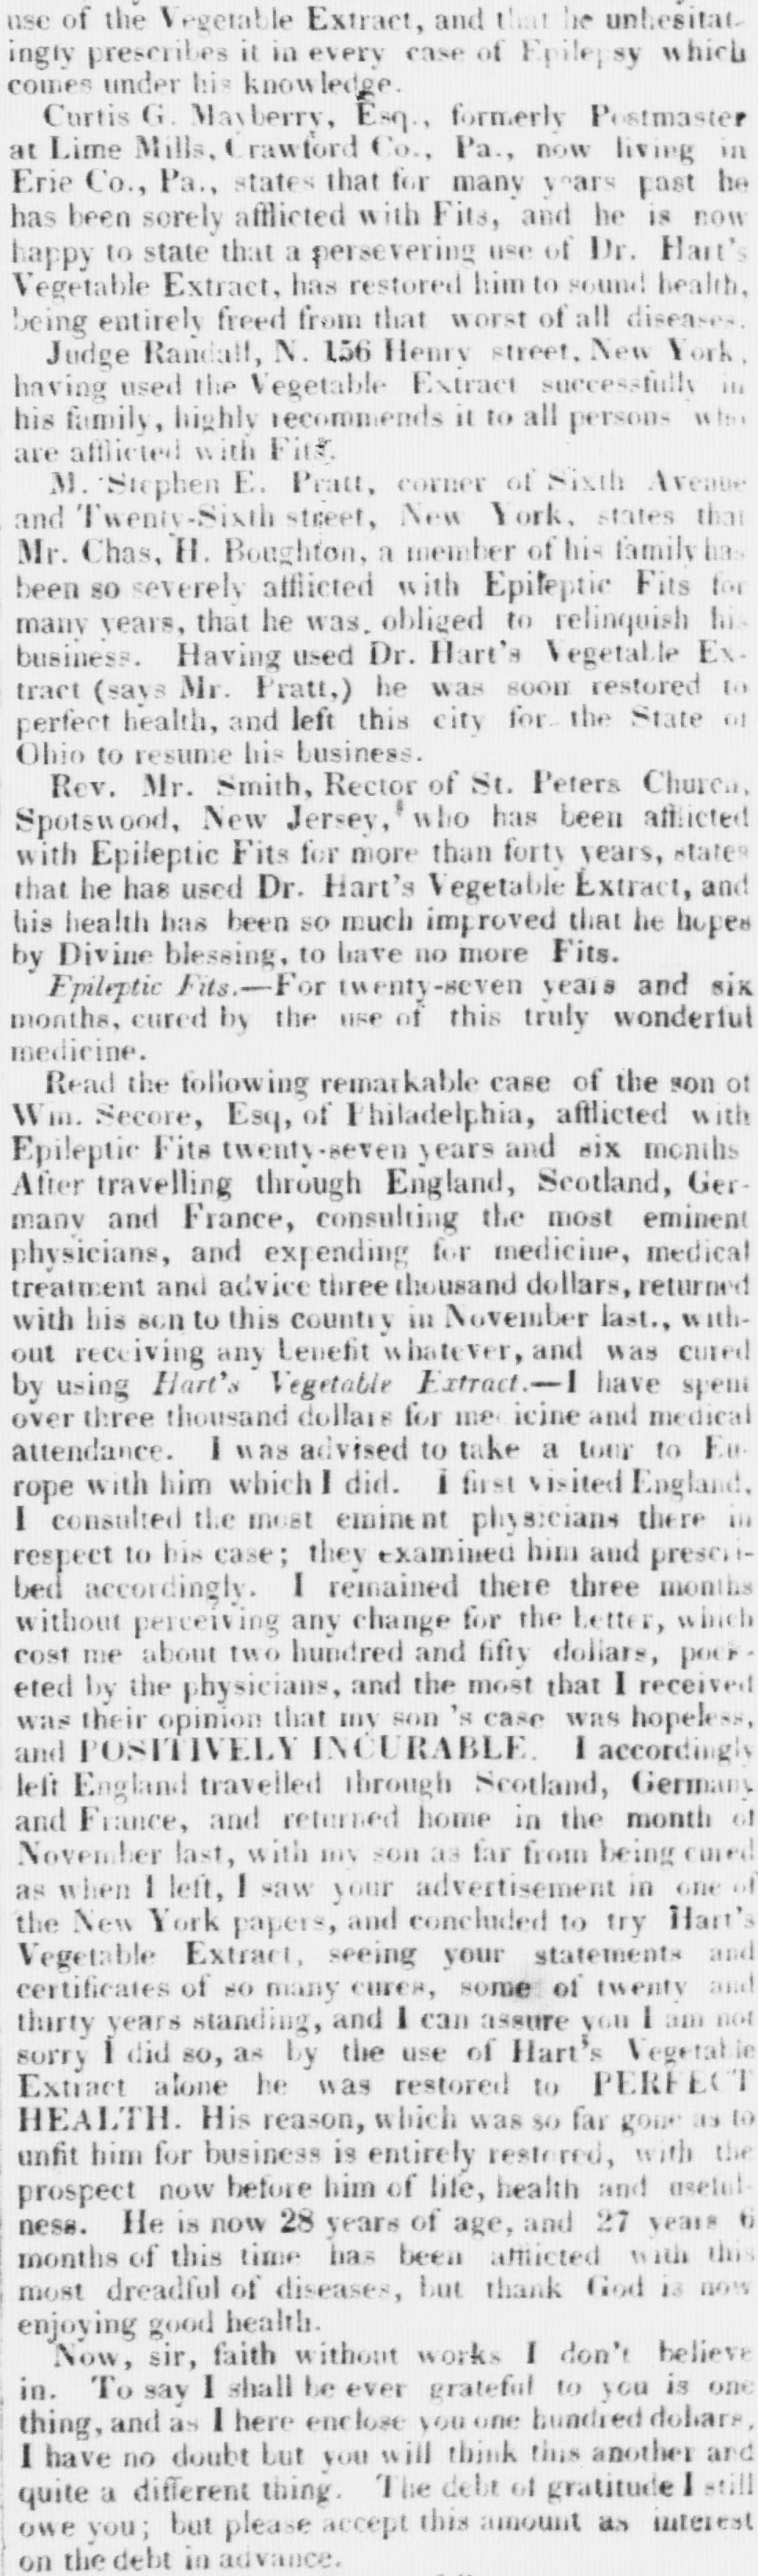 use of the Vegetable Extract, and that he unhesitat-
ingly prescribes it in every case of Epilepsy which
comes under his knowledge.
Curtis G. Mayberry, Esq., formerly Postmaster
at Lime Mills, Crawford Co., Pa., now living in
Erie Co., Pa., states that for many years past he
has been sorely afflicted with Fits, and he is now
happy to state that a persevering use of Dr. Hart's
Vegetable Extract, has restored him to sound health,
being entirely freed from that worst of all diseases.
Judge Randall, N. 156 Henry street, New York,
having used the Vegetable Extract successfully in
his family, highly recommends it to all persons who
are afflicted with Fits.
M. Stephen E. Pratt, corner of Sixth Avenue
and Twenty-Sixth street, New York, states that
Mr. Chas, H. Boughton, a member of his family has
been so severely afflicted with Epileptic Fits for
many years, that he was. obliged to relinquish his
business. Having used Dr. Hart's Vegetable Ex-
tract (says Mr. Pratt,) he was soon restored to
perfect health, and left this city for the State of
Ohio to resume his business.
Rev. Mr. Smith, Rector of St. Peters Church,
Spotswood, New Jersey, who has been afflicted
with Epileptic Fits for more than forty years, states
that he has used Dr. Hart's Vegetable Extract, and
his health has been so much improved that he hopes
by Divine blessing, to have no more Fits.
Epileptic Fits.—For twenty-seven years and six
months, cured by the use of this truly wonderful
medicine.
Read the following remarkable case of the son of
Wm. Secore, Esq, of Philadelphia, afflicted with
Epileptic Fits twenty-seven years and six months
After travelling through England, Scotland, Ger-
many and France, consulting the most eminent
physicians, and expending for medicine, medical
treatment and advice three thousand dollars, returned
with his son to this country in November last., with-
out receiving any benefit whatever, and was cured
by using Hart's Vegetable Extract.—I have spent
over three thousand dollars for me icine and medical
attendance. I was advised to take a tour to Eu-
rope with him which I did. I first visited England,
I consulted the most eminent physicians there in
respect to his case; they examined him and prescri-
bed accordingly. I remained there three months
without perceiving any change for the better, which
cost me about two hundred and fifty dollars, pock-
eted by the physicians, and the most that I received
was their opinion that my son 's case was hopeless,
and POSITIVELY INCURABLE. I accordingly
left England travelled through Scotland, Germany
and France, and returned home in the month of
November last, with my son as far from being cured
as when I left, I saw your advertisement in one of
the New York papers, and concluded to try Hart's
Vegetable Extract, seeing your statements and
certificates of so many cures, some of twenty and
thirty years standing, and I can assure you I am not
sorry I did so, as by the use of Hart's Vegetable
Extract alone he was restored to PERFECT
HEALTH. His reason, which was so far gone as to
unfit him for business is entirely restored, with the
prospect now before him of life, health and useful-
ness. He is now 28 years of age, and 27 years 6
months of this time has been afflicted with this
most dreadful of diseases, but thank God is now
enjoying good health.
Now, sir, faith without works I don't believe
in. To say I shall be ever grateful to you is one
thing, and as I here enclose you one hundred dollars,
I have no doubt but you will think this another and
quite a different thing. The debt of gratitude I still
owe you; but please accept this amount as interest
on the debt in advance.